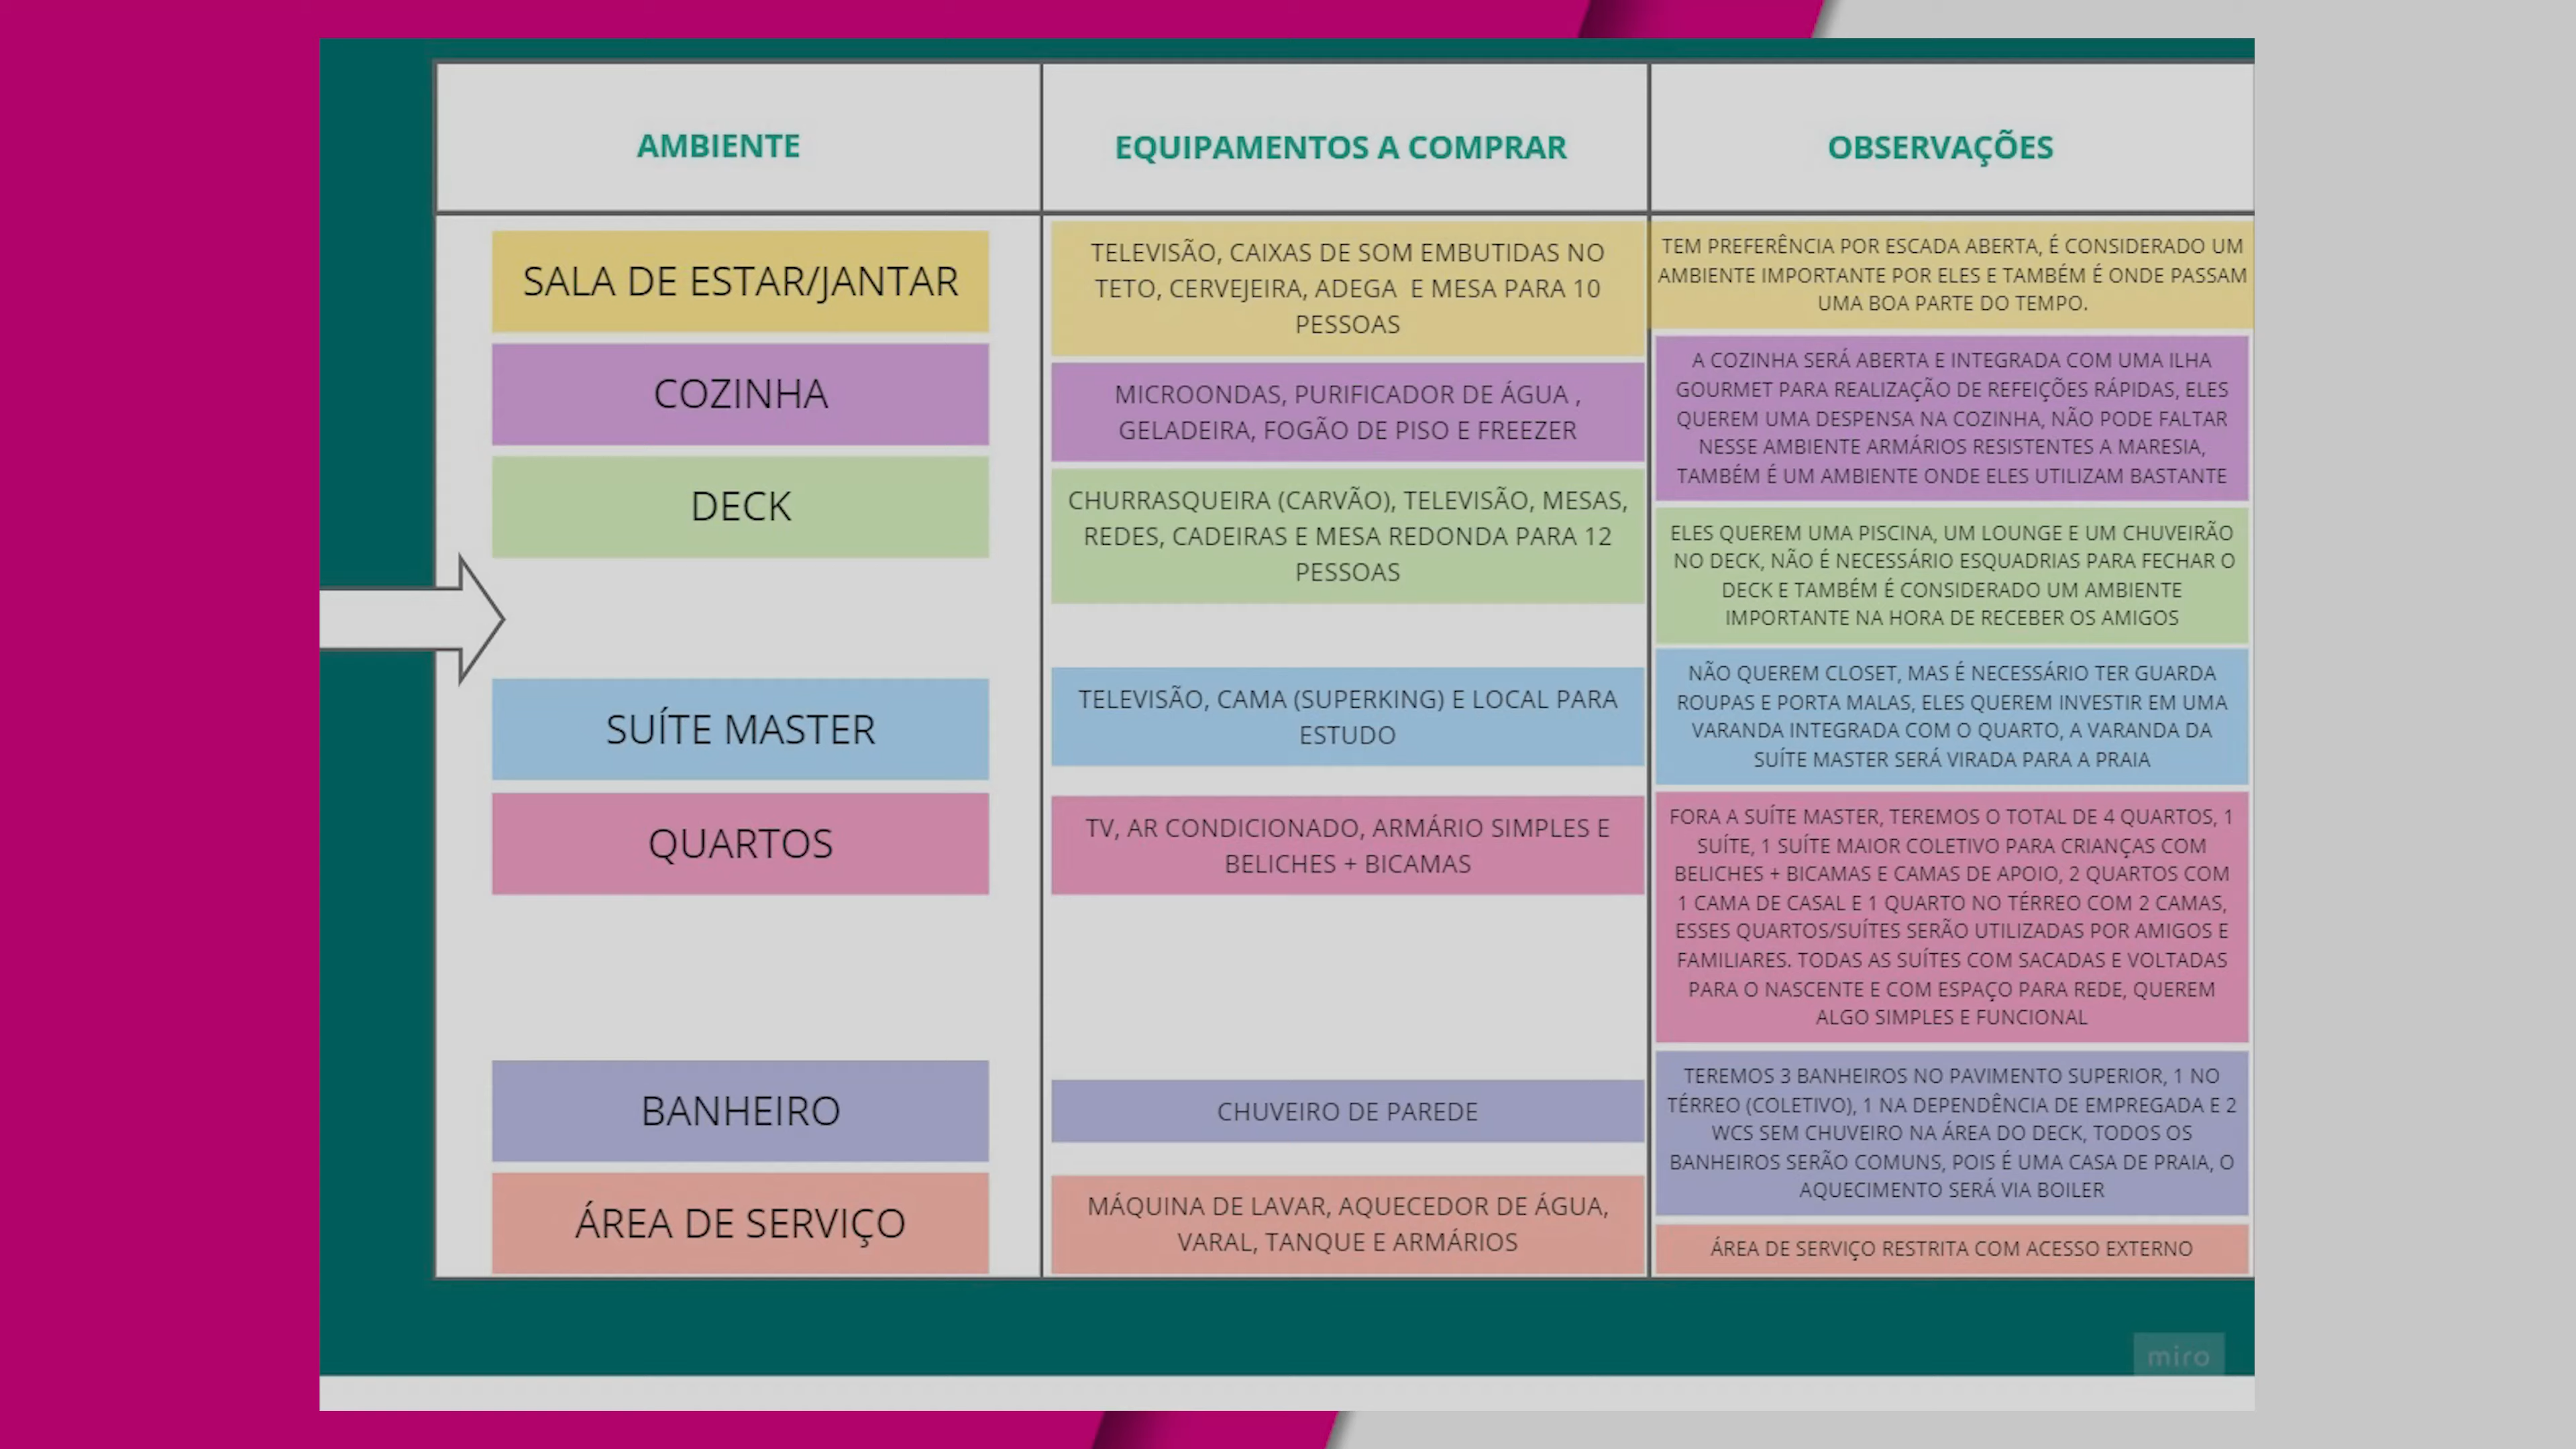 AMBIENTE
EQUIPAMENTOS A COMPRAR
OBSERVAÇÕES
SALA DE ESTAR/JANTAR
TELEVISÃO, CAIXAS DE SOM EMBUTIDAS NO
TETO, CERVEJEIRA, ADEGA E MESA PARA 10
PESSOAS
TEM PREFERÊNCIA POR ESCADA ABERTA, É CONSIDERADO UM
AMBIENTE IMPORTANTE POR ELES E TAMBÉM É ONDE PASSAM
UMA BOA PARTE DO TEMPO.
COZINHA
MICROONDAS, PURIFICADOR DE ÁGUA ,
GELADEIRA, FOGÃO DE PISO E FREEZER
A COZINHA SERÁ ABERTA E INTEGRADA COM UMA ILHA
GOURMET PARA REALIZAÇÃO DE REFEIÇÕES RÁPIDAS, ELES
QUEREM UMA DESPENSA NA COZINHA, NÃO PODE FALTAR
NESSE AMBIENTE ARMÁRIOS RESISTENTES A MARESIA,
TAMBÉM É UM AMBIENTE ONDE ELES UTILIZAM BASTANTE
DECK
CHURRASQUEIRA (CARVÃO), TELEVISÃO, MESAS,
REDES, CADEIRAS E MESA REDONDA PARA 12
PESSOAS
ELES QUEREM UMA PISCINA, UM LOUNGE E UM CHUVEIRÃO
NO DECK, NÃO É NECESSÁRIO ESQUADRIAS PARA FECHAR O
DECK E TAMBÉM É CONSIDERADO UM AMBIENTE
IMPORTANTE NA HORA DE RECEBER OS AMIGOS
SUÍTE MASTER
TELEVISÃO, CAMA (SUPERKING) E LOCAL PARA
ESTUDO
NÃO QUEREM CLOSET, MAS É NECESSÁRIO TER GUARDA
ROUPAS E PORTA MALAS, ELES QUEREM INVESTIR EM UMA
VARANDA INTEGRADA COM O QUARTO, A VARANDA DA
SUÍTE MASTER SERÁ VIRADA PARA A PRAIA
QUARTOS
TV, AR CONDICIONADO, ARMÁRIO SIMPLES E
BELICHES + BICAMAS
FORA A SUÍTE MASTER, TEREMOS O TOTAL DE 4 QUARTOS, 1
SUÍTE, 1 SUÍTE MAIOR COLETIVO PARA CRIANÇAS COM
BELICHES + BICAMAS E CAMAS DE APOIO, 2 QUARTOS COM
1 CAMA DE CASAL E 1 QUARTO NO TÉRREO COM 2 CAMAS,
ESSES QUARTOS/SUÍTES SERÃO UTILIZADAS POR AMIGOS E
FAMILIARES. TODAS AS SUÍTES COM SACADAS E VOLTADAS
PARA O NASCENTE E COM ESPAÇO PARA REDE, QUEREM
ALGO SIMPLES E FUNCIONAL
BANHEIRO
CHUVEIRO DE PAREDE
TEREMOS 3 BANHEIROS NO PAVIMENTO SUPERIOR, 1 NO
TÉRREO (COLETIVO), 1 NA DEPENDÊNCIA DE EMPREGADA E 2
WCS SEM CHUVEIRO NA ÁREA DO DECK, TODOS OS
BANHEIROS SERÃO COMUNS, POIS É UMA CASA DE PRAIA, O
AQUECIMENTO SERÁ VIA BOILER
ÁREA DE SERVIÇO
MÁQUINA DE LAVAR, AQUECEDOR DE ÁGUA,
VARAL, TANQUE E ARMÁRIOS
ÁREA DE SERVIÇO RESTRITA COM ACESSO EXTERNO
miro